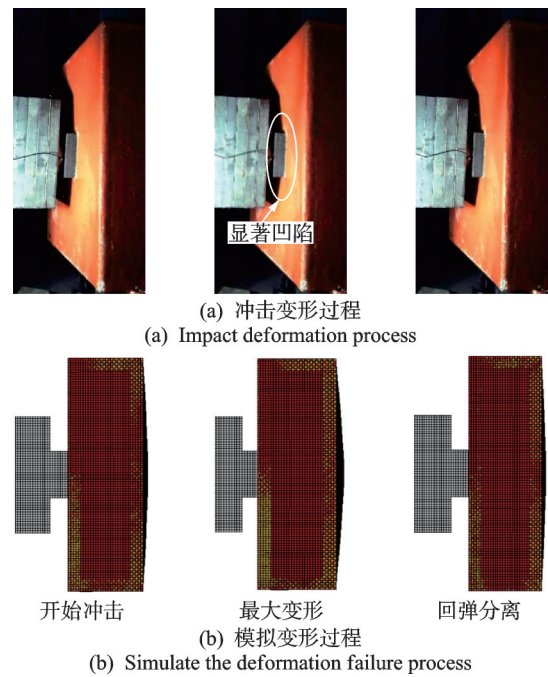 显著凹陷
(a) 冲击变形过程
(a) Impact deformation process
开始冲击 最大变形 回弹分离
(b) 模拟变形过程
(b) Simulate the deformation failure process